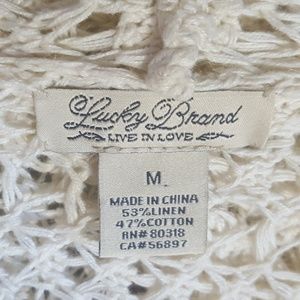 Lucky Brand
LIVE IN LOVE
M
MADE IN CHINA
53%LINEN
47%COTTON
RN#80318
CA#56897